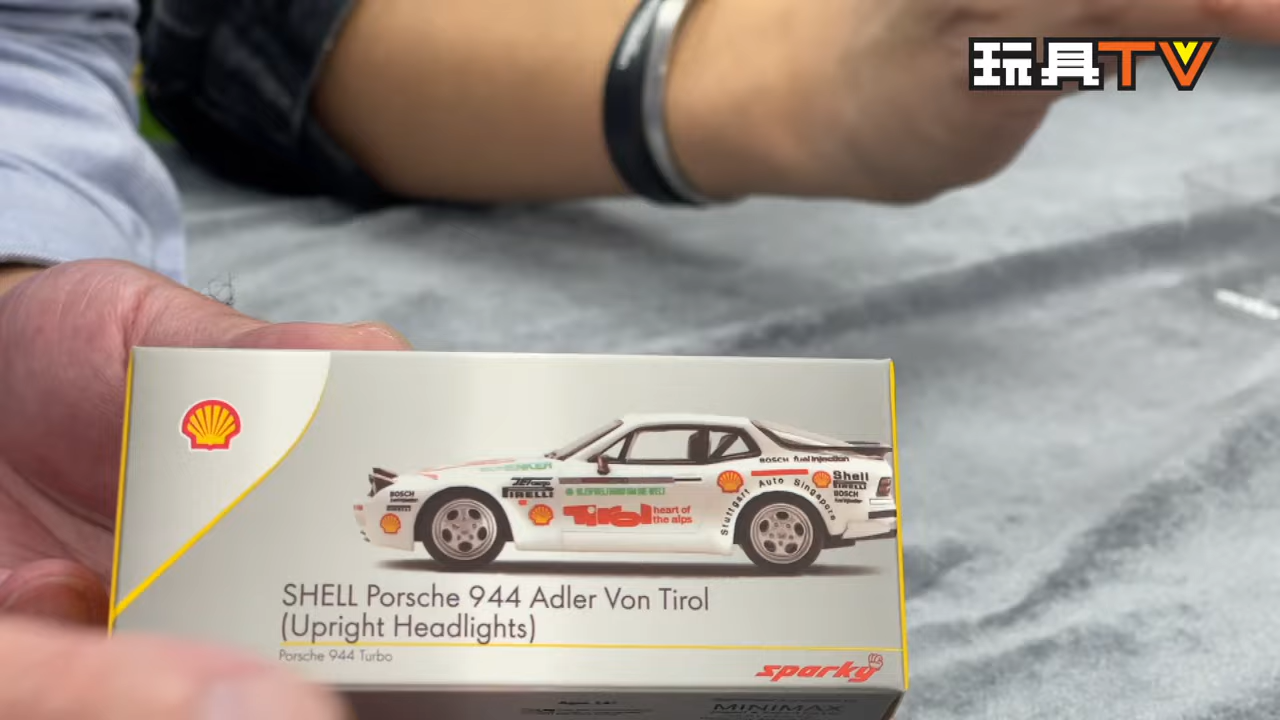 玩具TV
BOSCH fuel injection
Shell
PIRELLI
BOSCH
BOSCH
PIRELLI
Stuttgart Auto Singapore
Tirol heart of the alps
SHELL Porsche 944 Adler Von Tirol
(Upright Headlights)
Porsche 944 Turbo
sparky
MINIMAX